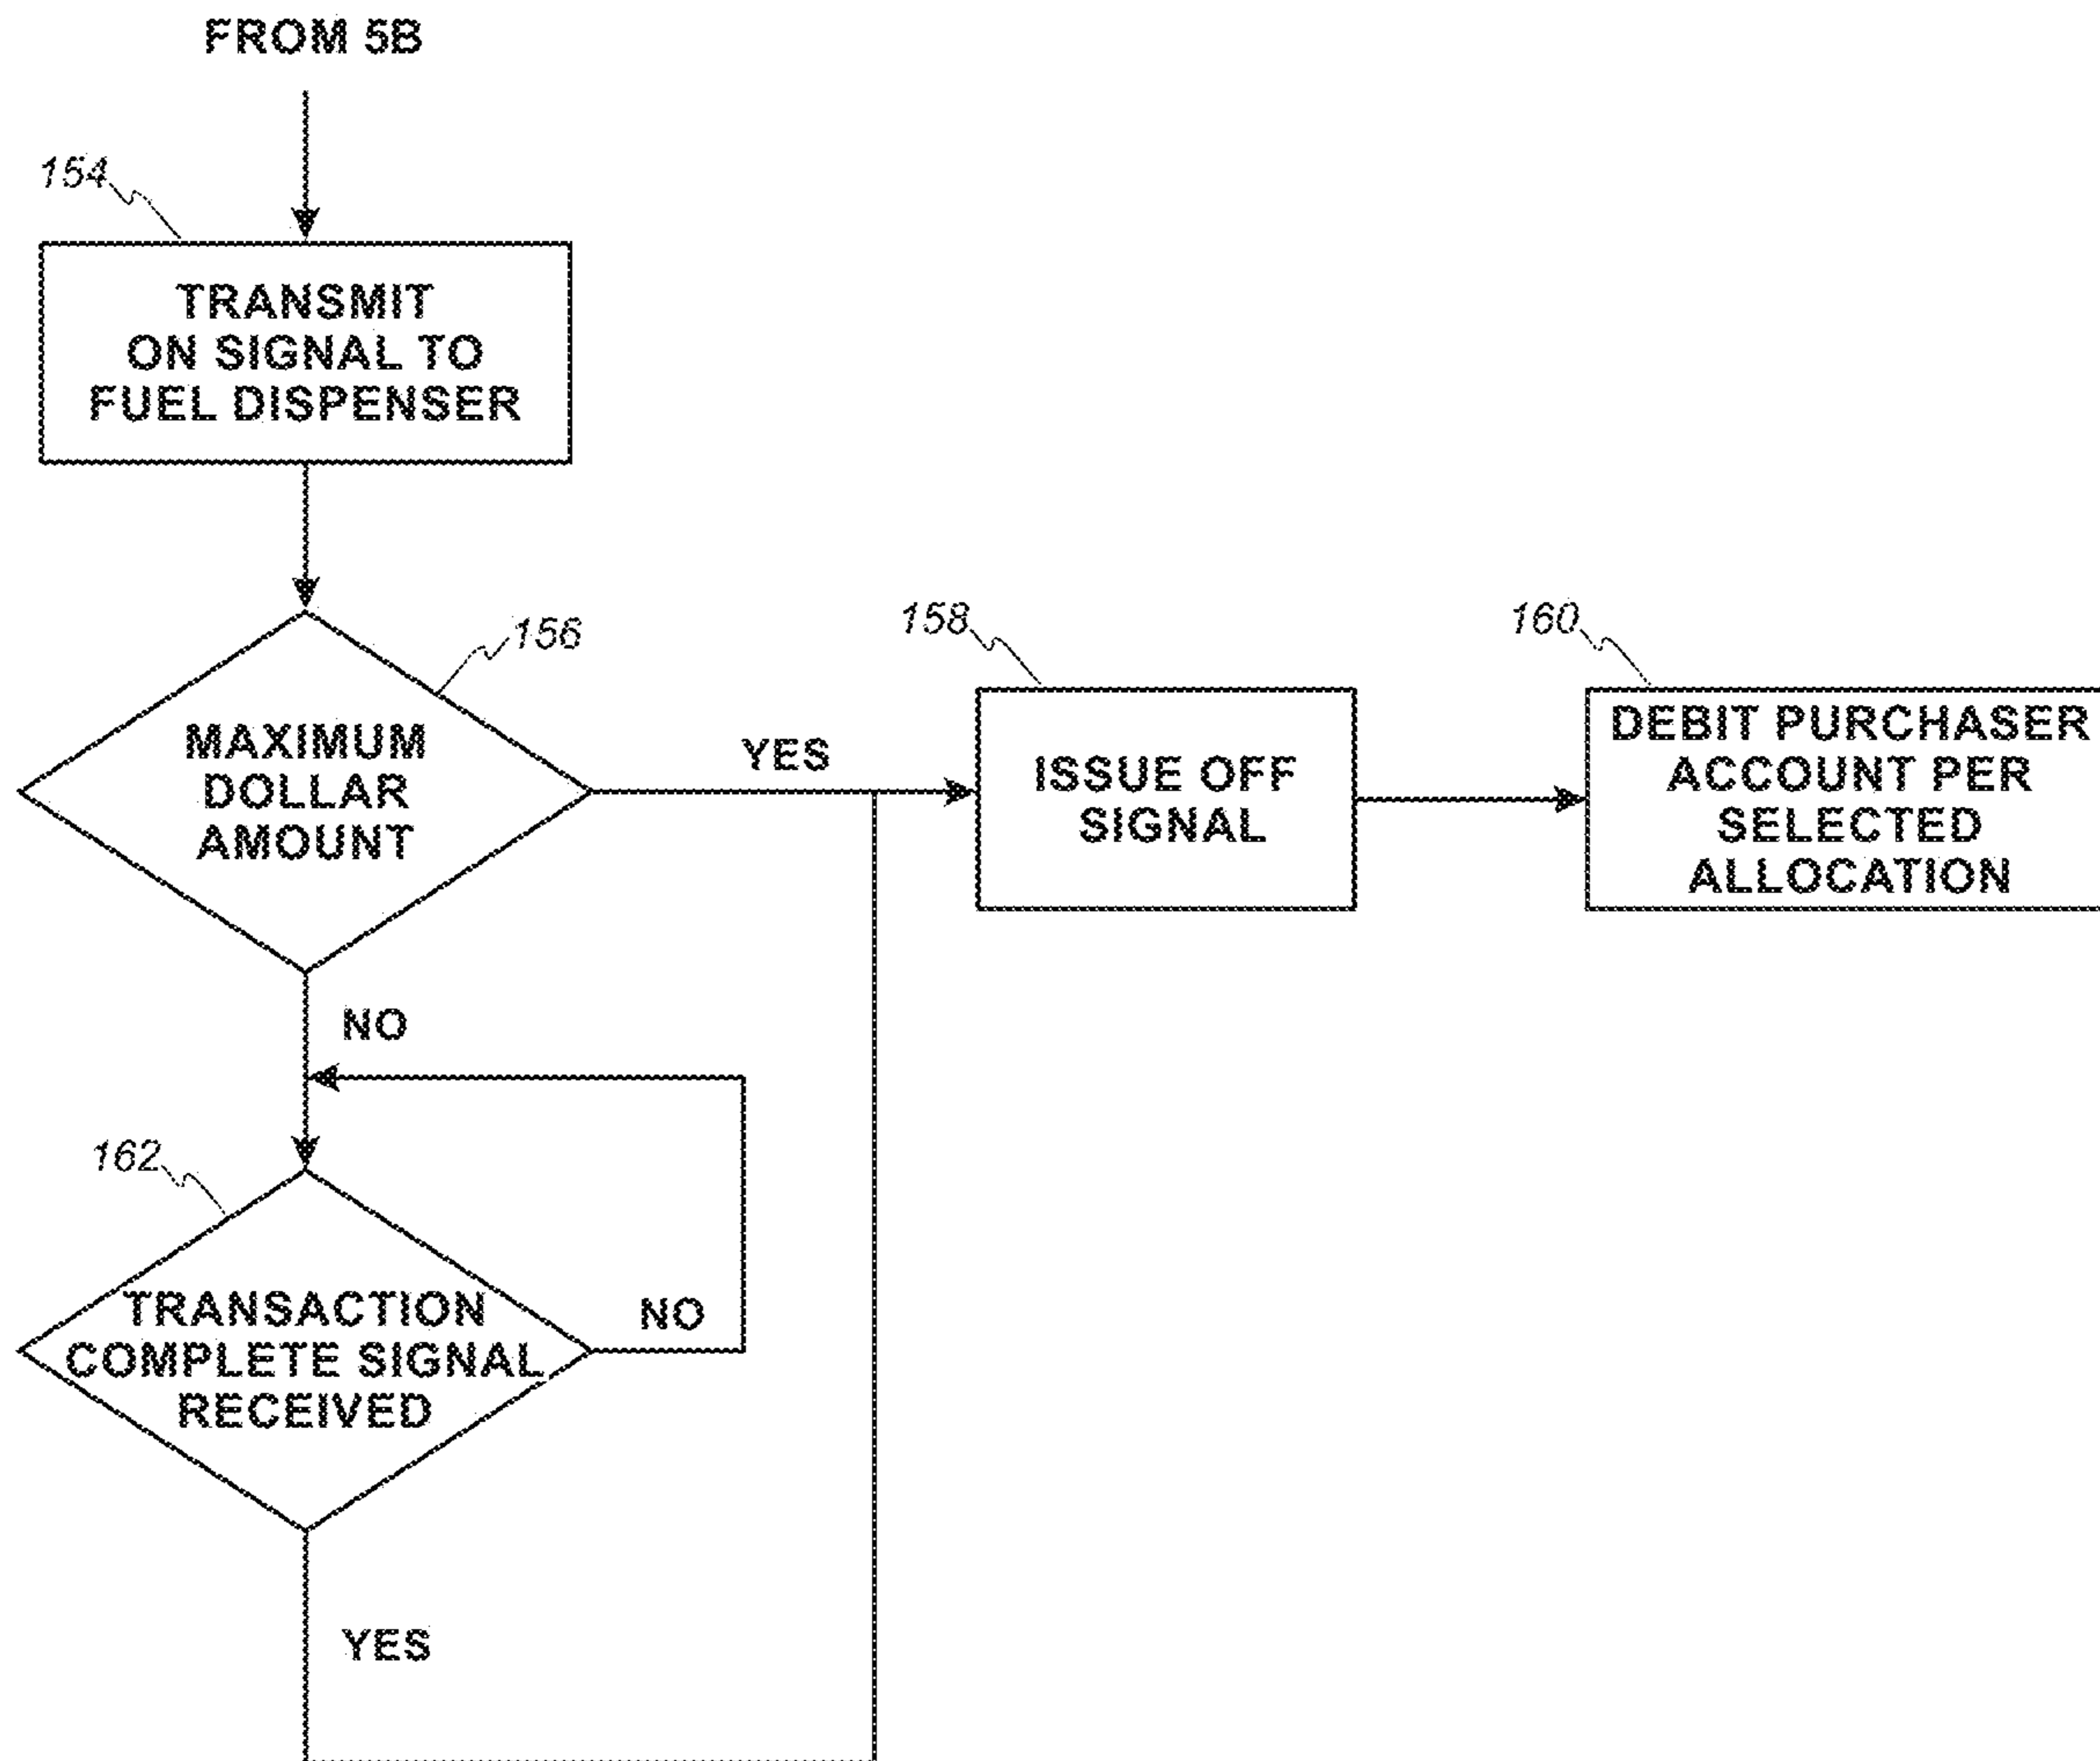 FROM 5B
154
TRANSMIT
ON SIGNAL TO
FUEL DISPENSER
156
MAXIMUM
DOLLAR
AMOUNT
YES
158
ISSUE OFF
SIGNAL
160
DEBIT PURCHASER
ACCOUNT PER
SELECTED
ALLOCATION
NO
162
TRANSACTION
COMPLETE SIGNAL
RECEIVED
NO
YES